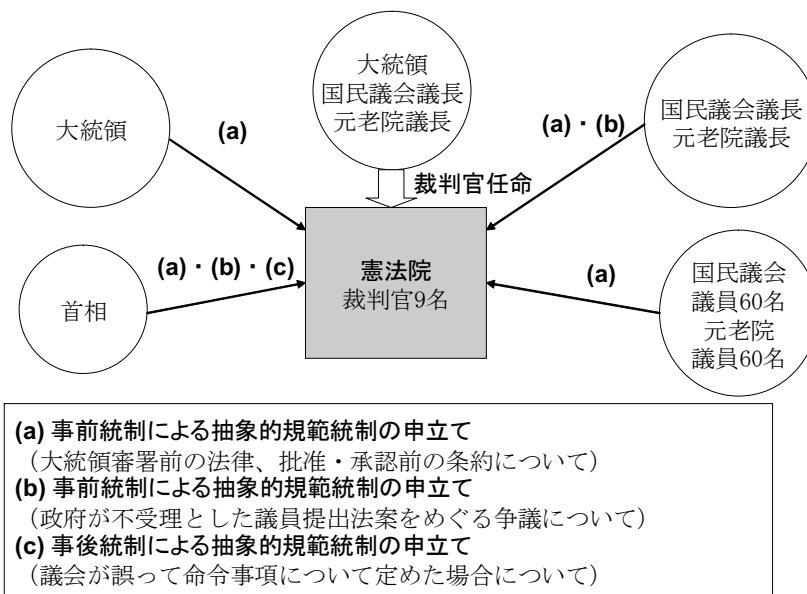 大統領
国民議会議長
元老院議長
大統領
(a)
(a)・(b)
国民議会議長
元老院議長
裁判官任命
首相
(a)・(b)・(c)
憲法院
裁判官9名
(a)
国民議会
議員60名
元老院
議員60名
(a) 事前統制による抽象的規範統制の申立て
（大統領審署前の法律、批准・承認前の条約について）
(b) 事前統制による抽象的規範統制の申立て
（政府が不受理とした議員提出法案をめぐる争議について）
(c) 事後統制による抽象的規範統制の申立て
（議会が誤って命令事項について定めた場合について）